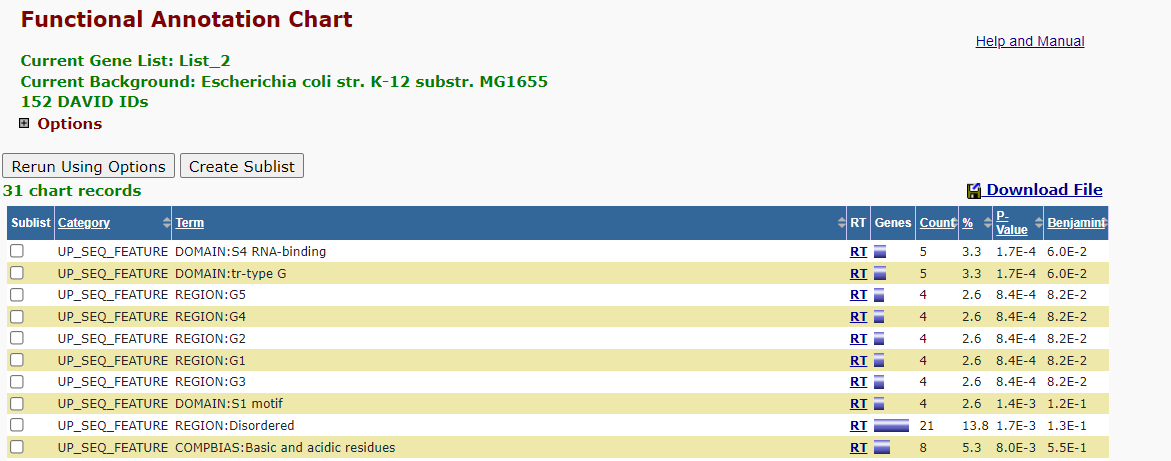 Functional Annotation Chart
Help and Manual
Current Gene List: List_2
Current Background: Escherichia coli str. K-12 substr. MG1655
152 DAVID IDs
Options
Rerun Using Options Create Sublist
31 chart records Download File
Sublist Category Term RT Genes Count % P-Value Benjamini
UP_SEQ_FEATURE DOMAIN:S4 RNA-binding RT 5 3.3 1.7E-4 6.0E-2
UP_SEQ_FEATURE DOMAIN:tr-type G RT 5 3.3 1.7E-4 6.0E-2
UP_SEQ_FEATURE REGION:G5 RT 4 2.6 8.4E-4 8.2E-2
UP_SEQ_FEATURE REGION:G4 RT 4 2.6 8.4E-4 8.2E-2
UP_SEQ_FEATURE REGION:G2 RT 4 2.6 8.4E-4 8.2E-2
UP_SEQ_FEATURE REGION:G1 RT 4 2.6 8.4E-4 8.2E-2
UP_SEQ_FEATURE REGION:G3 RT 4 2.6 8.4E-4 8.2E-2
UP_SEQ_FEATURE DOMAIN:S1 motif RT 4 2.6 1.4E-3 1.2E-1
UP_SEQ_FEATURE REGION:Disordered RT 21 13.8 1.7E-3 1.3E-1
UP_SEQ_FEATURE COMPBIAS:Basic and acidic residues RT 8 5.3 8.0E-3 5.5E-1